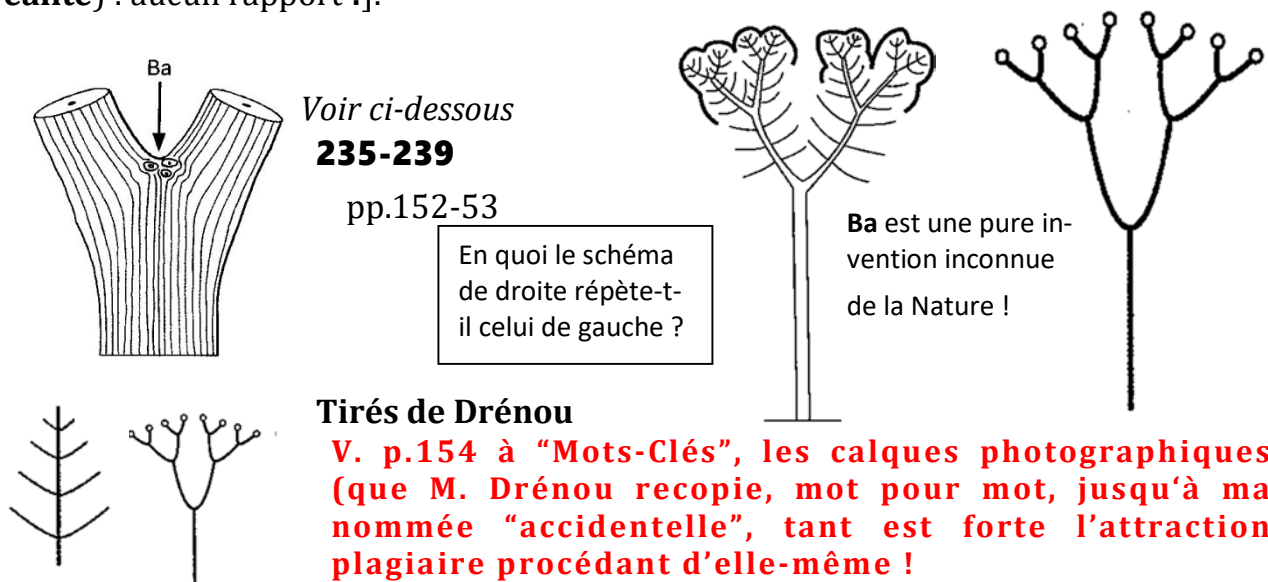 éante) : aucun rapport !].
Ba
Voir ci-dessous
235-239
pp.152-53
En quoi le schéma
de droite répète-t-
il celui de gauche ?
Ba est une pure in-
vention inconnue
de la Nature !
Tirés de Drénou
V. p.154 à “Mots-Clés”, les calques photographiques
(que M. Drénou recopie, mot pour mot, jusqu‘à ma
nommée “accidentelle”, tant est forte l’attraction
plagiaire procédant d’elle-même !